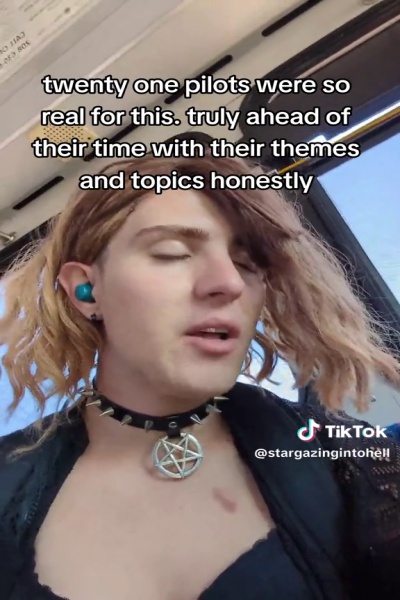 twenty one pilots were so
real for this. truly ahead of
their time with their themes
and topics honestly
TikTok
@stargazingintohell